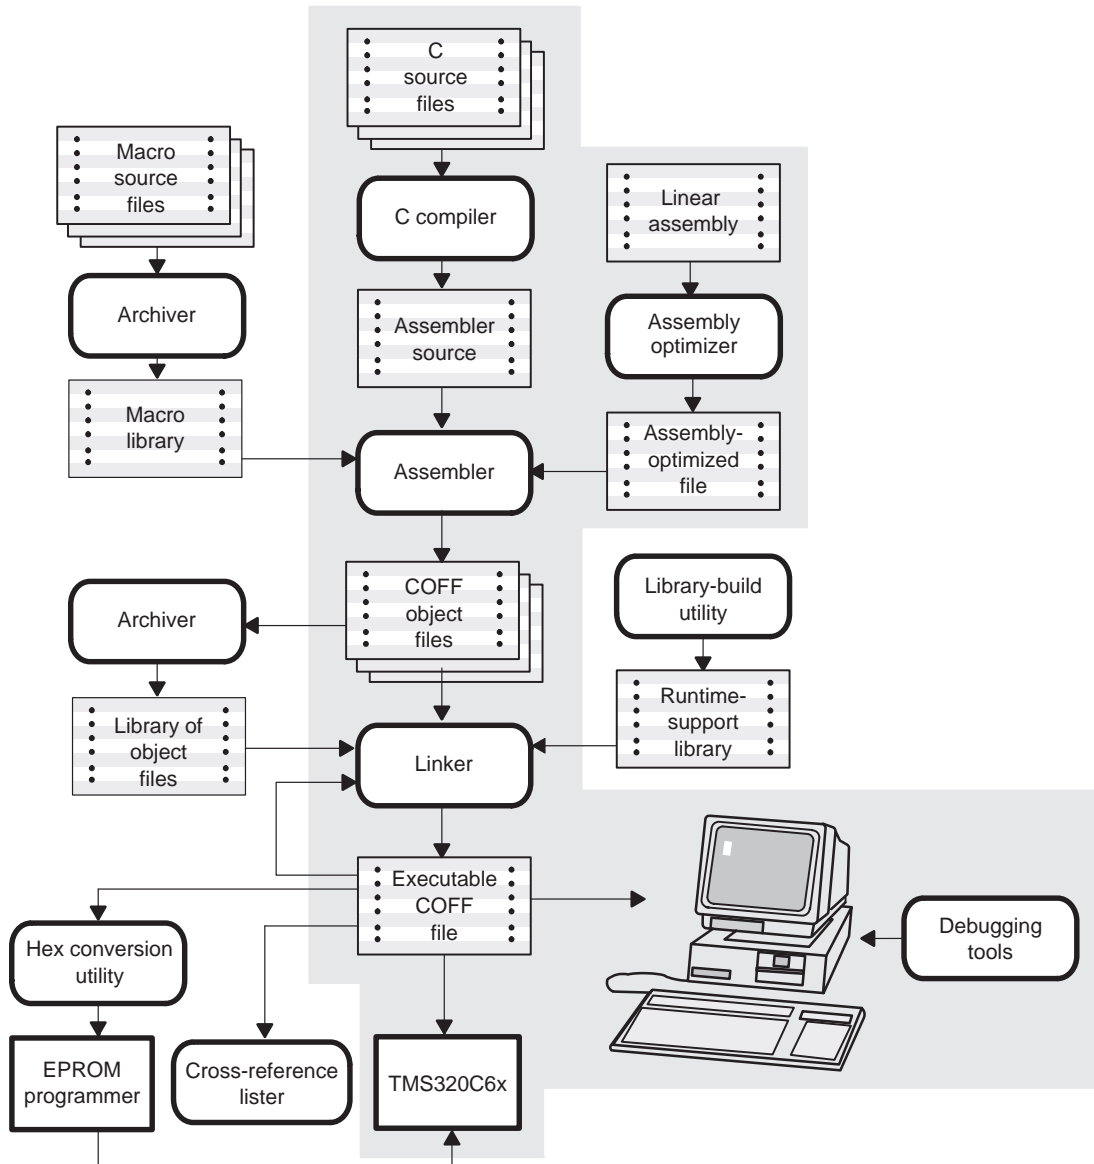 C
source
files
Macro
source
files
C compiler
Linear
assembly
Archiver
Assembler
source
Assembly
optimizer
Macro
library
Assembler
Assembly-
optimized
file
Archiver
COFF
object
files
Library-build
utility
Library of
object
files
Linker
Runtime-
support
library
Executable
COFF
file
Debugging
tools
Hex conversion
utility
EPROM
programmer
Cross-reference
lister
TMS320C6x